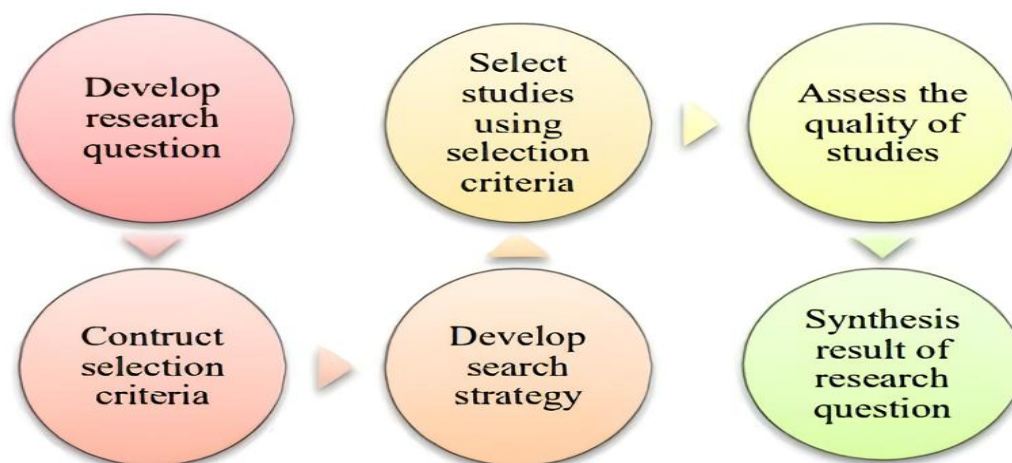 Develop
research
question
Contruct
selection
criteria
Develop
search
strategy
Select
studies
using
selection
criteria
Assess the
quality of
studies
Synthesis
result of
research
question